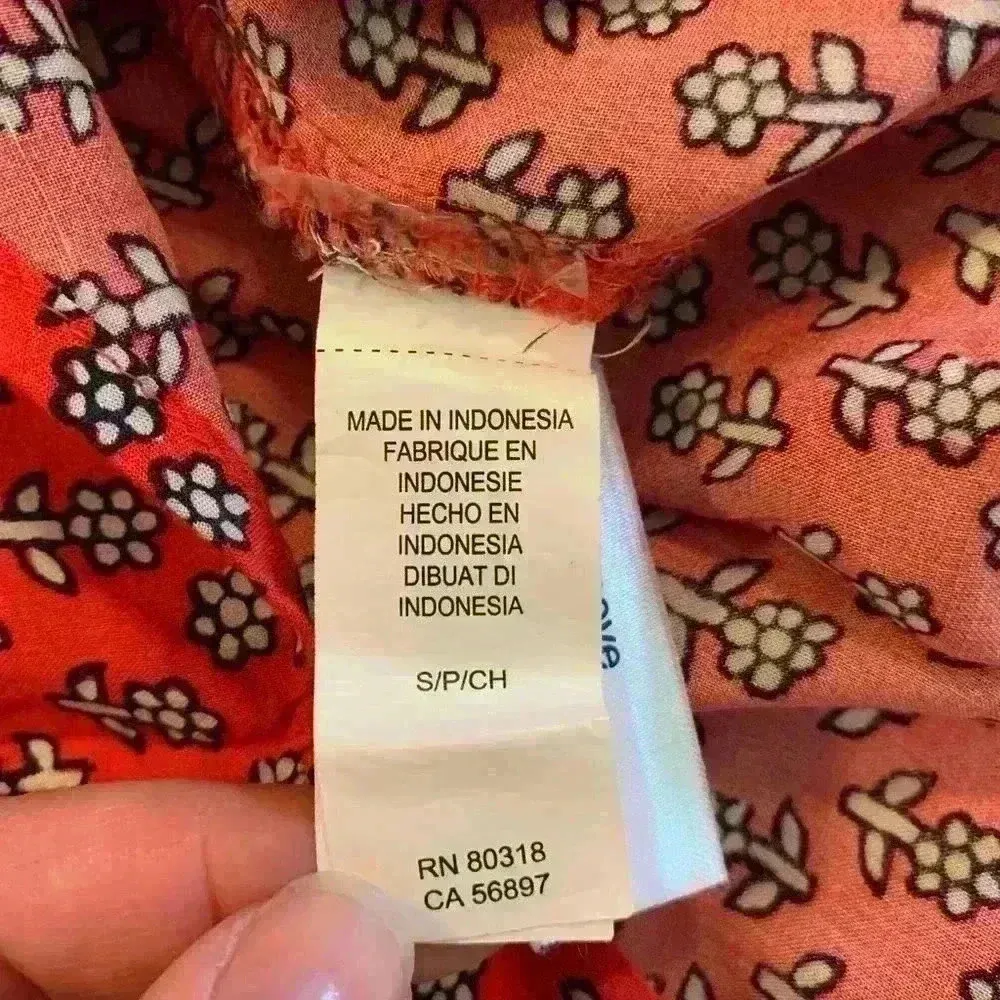 MADE IN INDONESIA
FABRIQUE EN
INDONESIE
HECHO EN
INDONESIA
DIBUAT DI
INDONESIA
S/P/CH
RN 80318
CA 56897